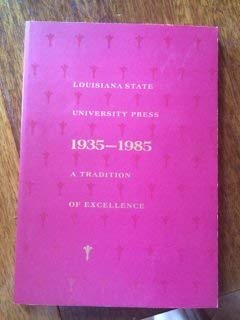 LOUISIANA STATE
UNIVERSITY PRESS
1935—1985
A TRADITION
OF EXCELLENCE